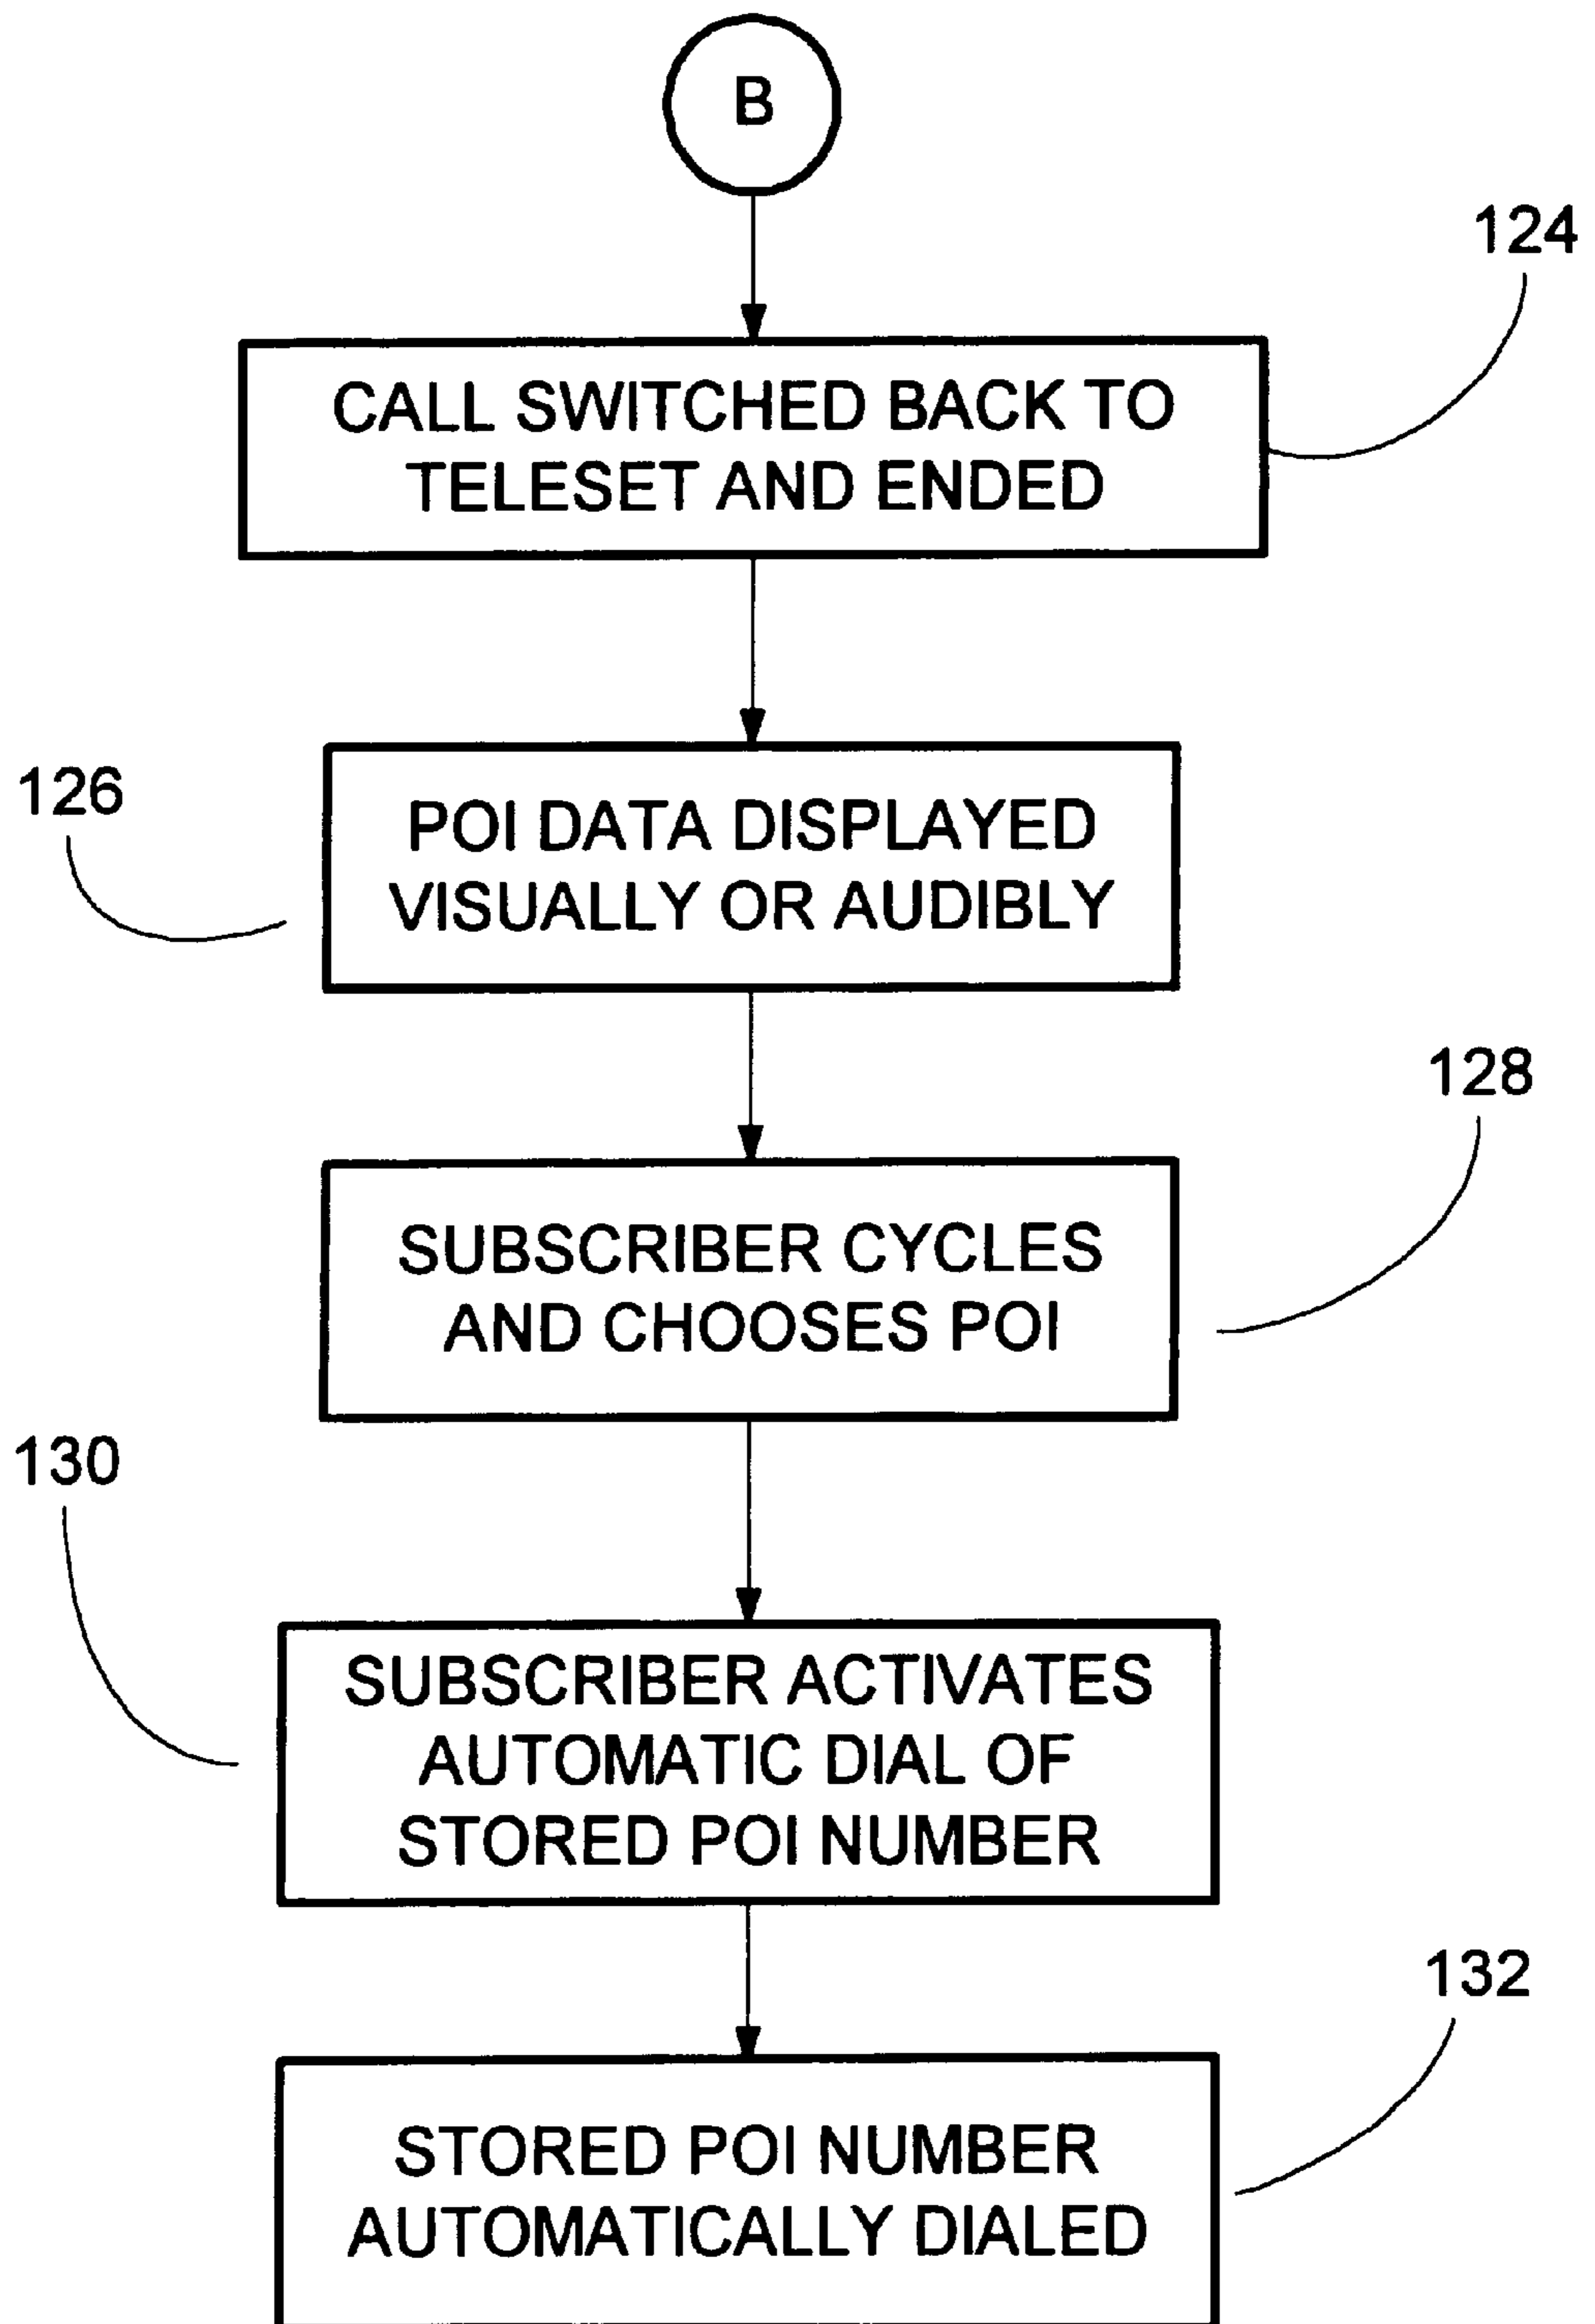 B
124
CALL SWITCHED BACK TO
TELESET AND ENDED
126
POI DATA DISPLAYED
VISUALLY OR AUDIBLY
128
SUBSCRIBER CYCLES
AND CHOOSES POI
130
SUBSCRIBER ACTIVATES
AUTOMATIC DIAL OF
STORED POI NUMBER
132
STORED POI NUMBER
AUTOMATICALLY DIALED